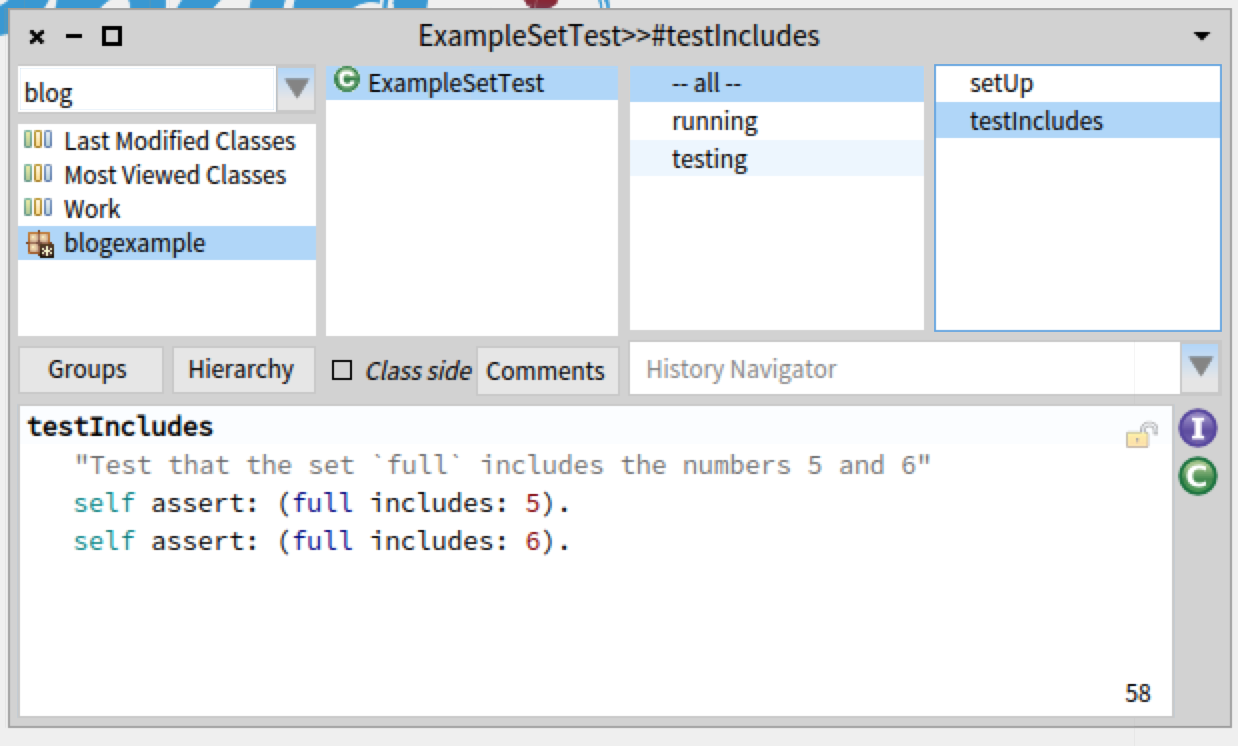 ExampleSetTest>>#testIncludes
blog
Last Modified Classes
Most Viewed Classes
Work
blogexample
ExampleSetTest
-- all --
running
testing
setUp
testIncludes
Groups
Hierarchy
Class side
Comments
History Navigator
testIncludes
"Test that the set `full` includes the numbers 5 and 6"
self assert: (full includes: 5).
self assert: (full includes: 6).
I
C
58